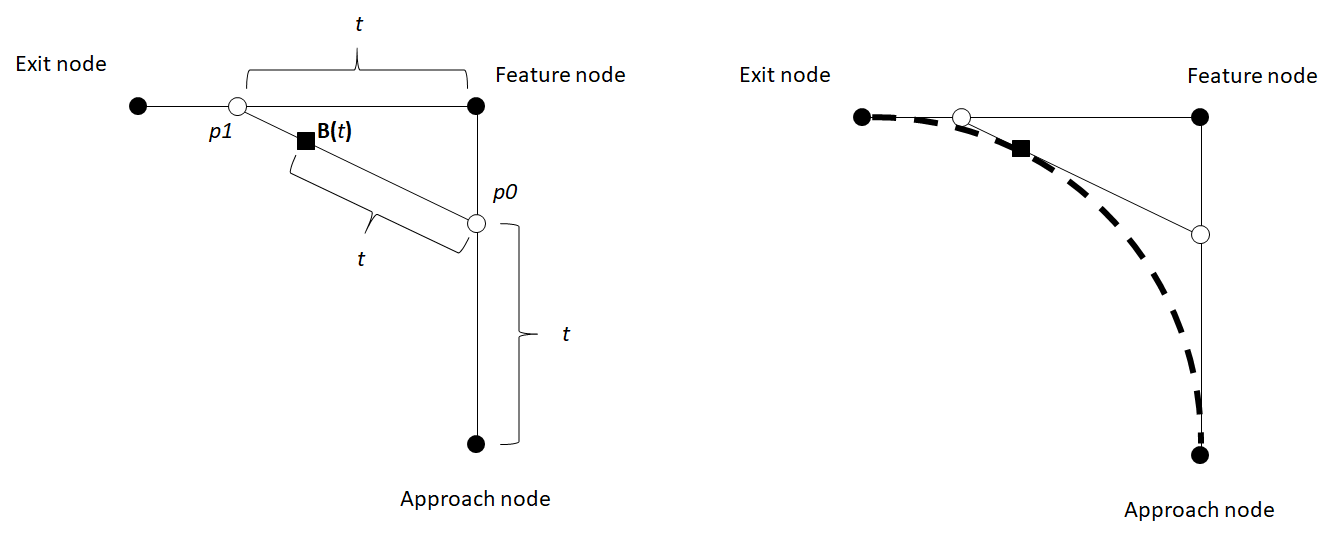 t
Exit node
Feature node
p1
B(t)
p0
t
t
Approach node
Exit node
Feature node
Approach node